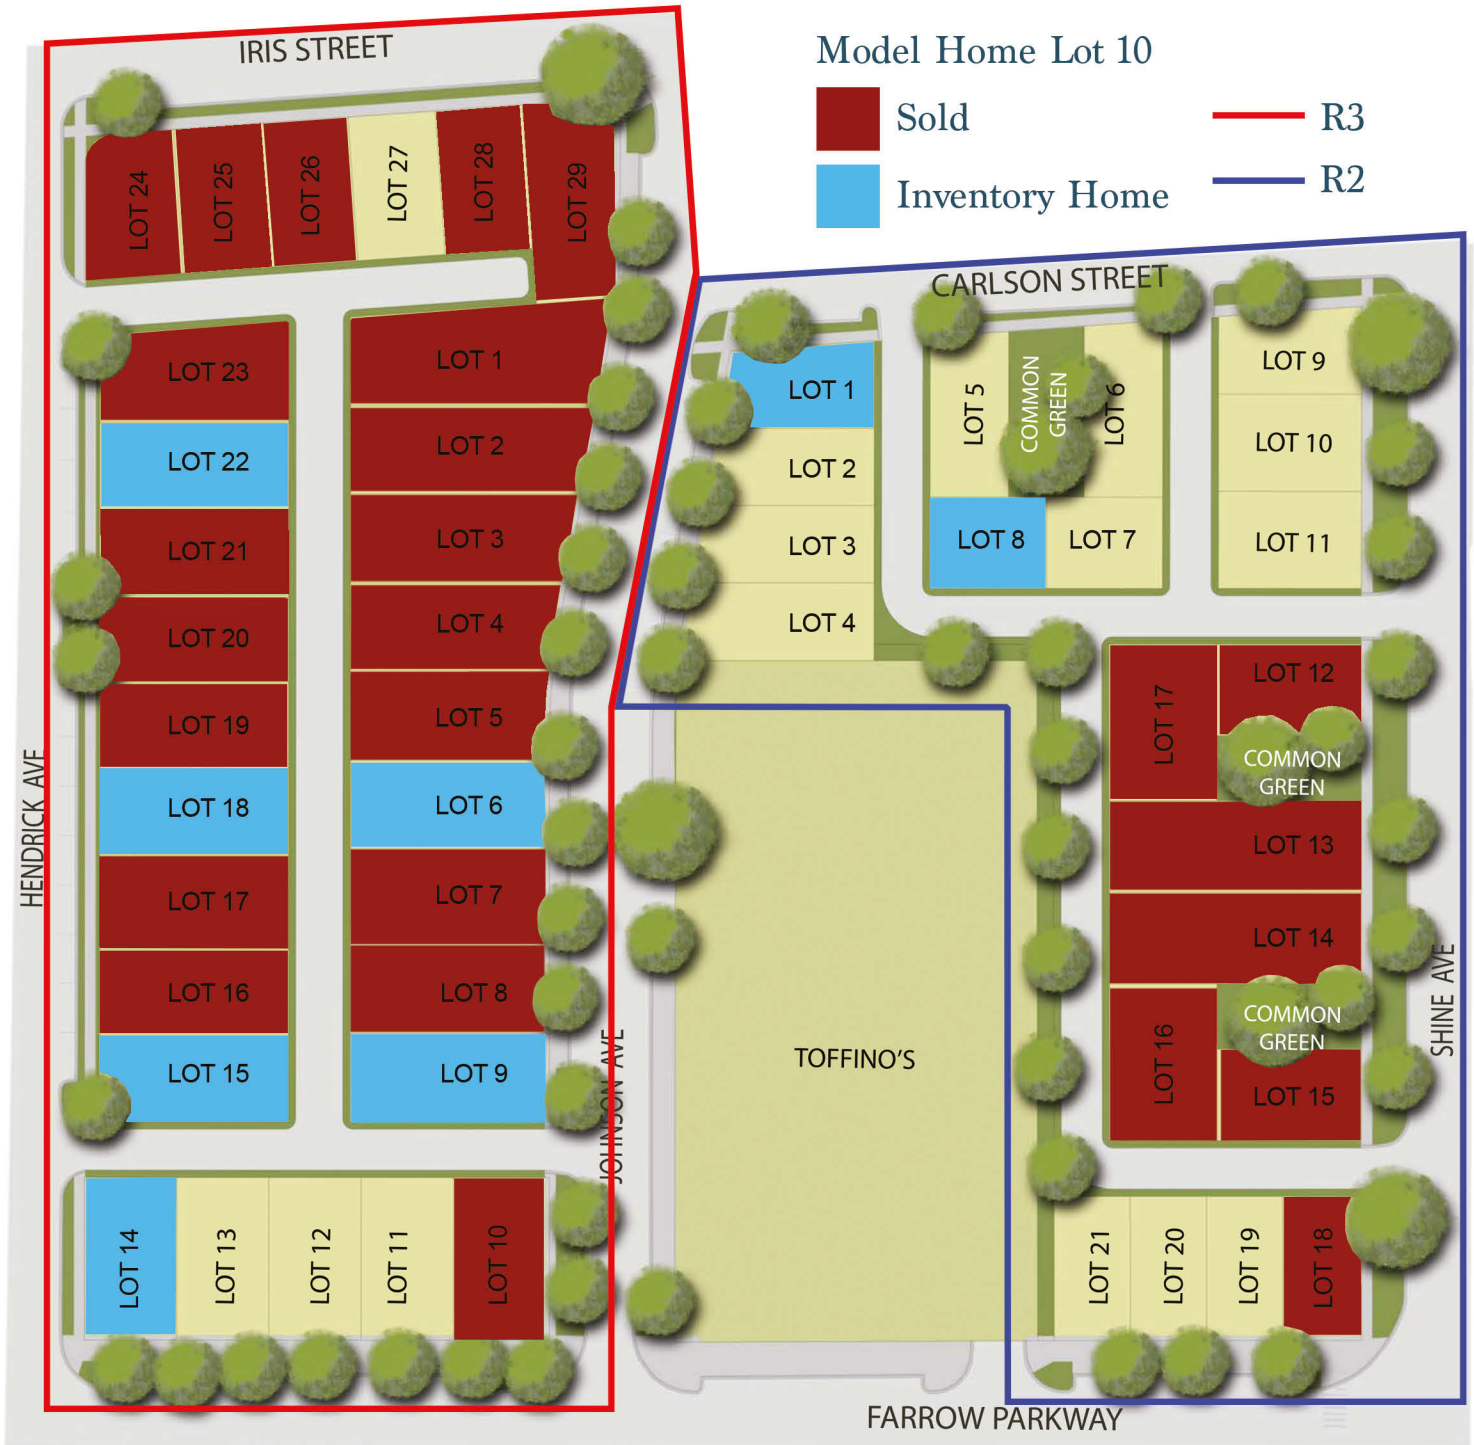 IRIS STREET
Model Home Lot 10
Sold
R3
Inventory Home
R2
LOT 24
LOT 25
LOT 26
LOT 27
LOT 28
LOT 29
CARLSON STREET
LOT 23
LOT 22
LOT 21
LOT 20
LOT 19
LOT 18
LOT 17
LOT 16
LOT 15
LOT 1
LOT 2
LOT 3
LOT 4
LOT 5
LOT 6
LOT 7
LOT 8
LOT 9
LOT 14
LOT 13
LOT 12
LOT 11
LOT 10
HENDRICK AVE
JOHNSON AVE
LOT 1
LOT 2
LOT 3
LOT 4
LOT 5
COMMON
GREEN
LOT 6
LOT 8
LOT 7
LOT 9
LOT 10
LOT 11
LOT 17
LOT 12
COMMON
GREEN
LOT 13
LOT 14
LOT 16
COMMON
GREEN
LOT 15
TOFFINO'S
SHINE AVE
LOT 21
LOT 20
LOT 19
LOT 18
FARROW PARKWAY